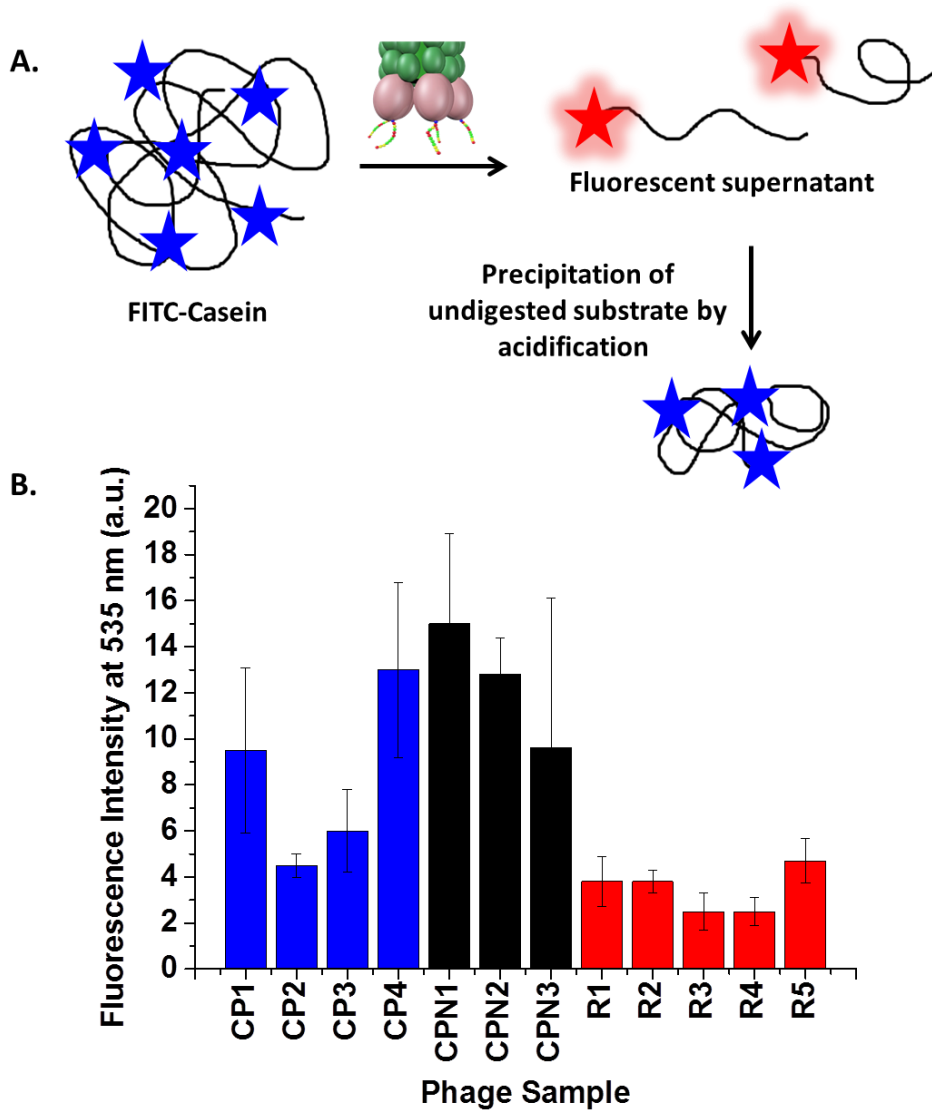 A.
FITC-Casein
Fluorescent supernatant
Precipitation of
undigested substrate by
acidification
B.
Fluorescence Intensity at 535 nm (a.u.)
20
18
16
14
12
10
8
6
4
2
0
CP1
CP2
CP3
CP4
CPN1
CPN2
CPN3
R1
R2
R3
R4
R5
Phage Sample